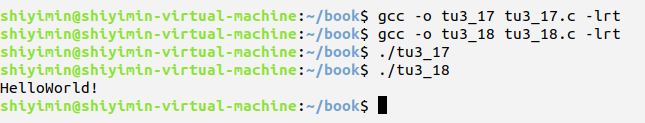 shiyimin@shiyimin-virtual-machine:~/book$ gcc -o tu3_17 tu3_17.c -lrt
shiyimin@shiyimin-virtual-machine:~/book$ gcc -o tu3_18 tu3_18.c -lrt
shiyimin@shiyimin-virtual-machine:~/book$ ./tu3_17
shiyimin@shiyimin-virtual-machine:~/book$ ./tu3_18
HelloWorld!
shiyimin@shiyimin-virtual-machine:~/book$